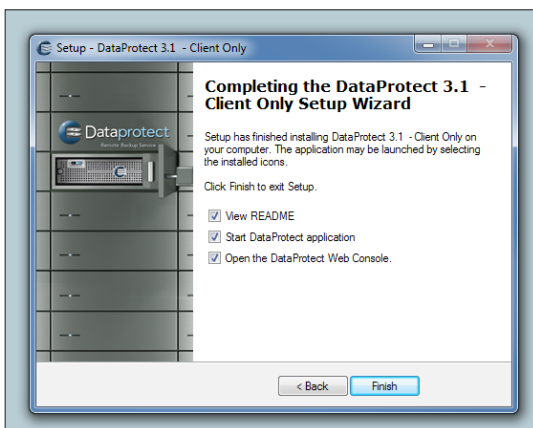 Setup - DataProtect 3.1 - Client Only
Completing the DataProtect 3.1 -
Client Only Setup Wizard
Dataprotect
Remote Backup Service
Setup has finished installing DataProtect 3.1 - Client Only on
your computer. The application may be launched by selecting
the installed icons.
Click Finish to exit Setup.
View README
Start DataProtect application
Open the DataProtect Web Console.
< Back
Finish